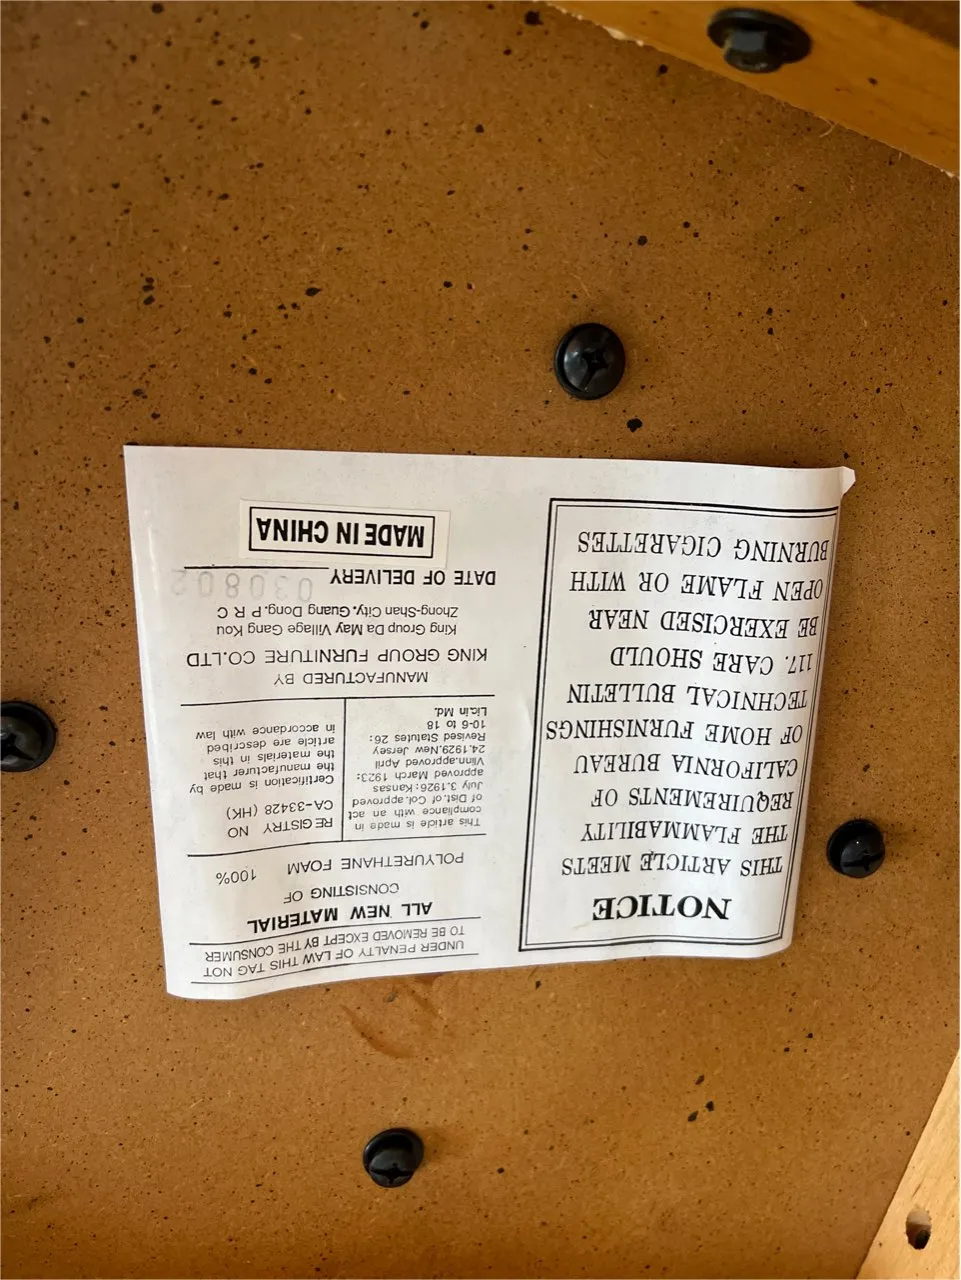 NOTICE
THIS ARTICLE MEETS
THE FLAMMABILITY
REQUIREMENTS OF
CALIFORNIA BUREAU
OF HOME FURNISHINGS
TECHNICAL BULLETIN
117. CARE SHOULD
BE EXERCISED NEAR
OPEN FLAME OR WITH
BURNING CIGARETTES
UNDER PENALTY OF LAW THIS TAG NOT
TO BE REMOVED EXCEPT BY THE CONSUMER
ALL NEW MATERIAL
CONSISTING OF
POLYURETHANE FOAM 100%
This article is made in
compliance with an act
of Dist. of Col. approved
July 3.1926: Kansas
approved March 1923:
Vinn.approved April
24.1929.New Jersey
Revised Statutes 26:
10-6 to 18
Lic.in Md.
REGISTRY NO
CA-33428 (HK)
Certification is made by
the manufacturer that
the materials in this
article are described
in accordance with law
MANUFACTURED BY
KING GROUP FURNITURE CO.LTD
King Group Da May Village Gang Kou
Zhong-Shan City. Guang Dong. P R C
DATE OF DELIVERY 030802
MADE IN CHINA